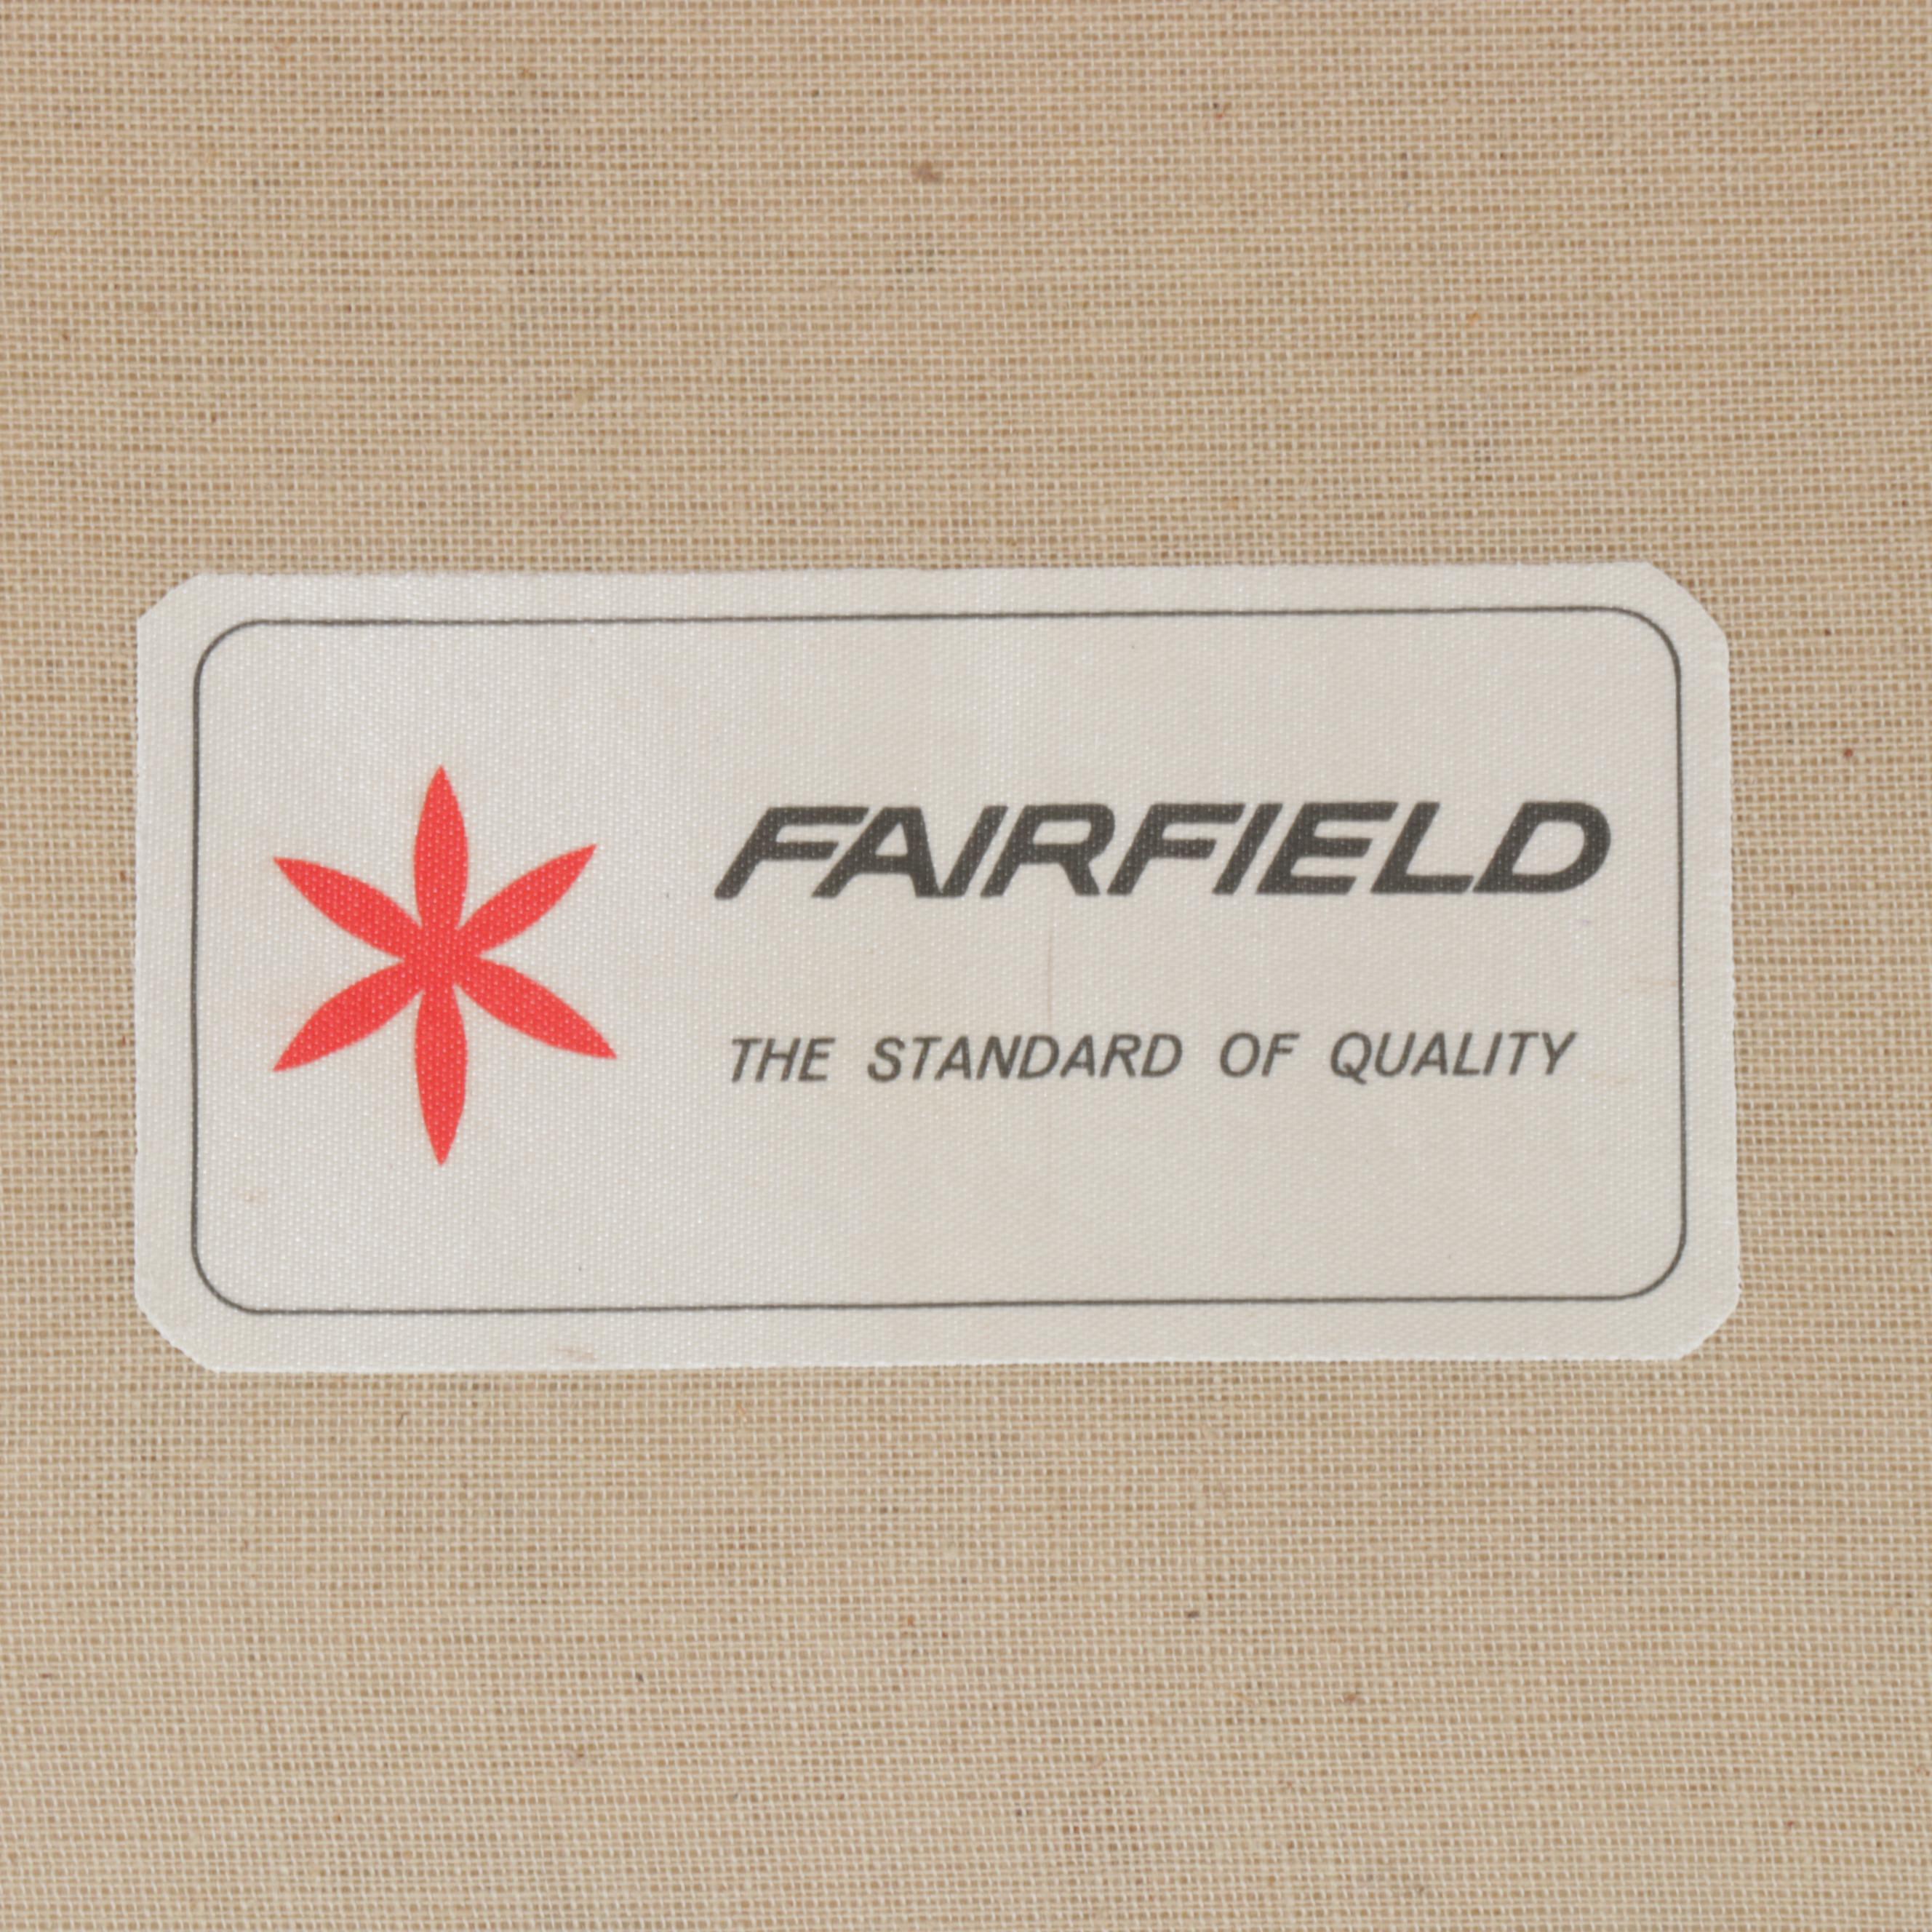 FAIRFIELD
THE STANDARD OF QUALITY